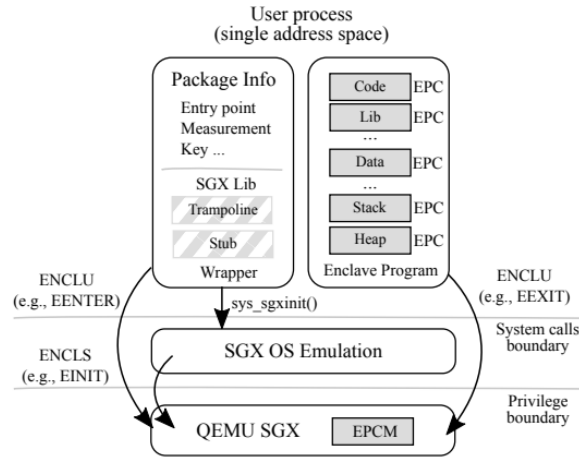 User process
(single address space)
Package Info
Entry point
Measurement
Key ...
SGX Lib
Trampoline
Stub
Wrapper
Code EPC
Lib EPC
...
Data EPC
...
Stack EPC
Heap EPC
Enclave Program
ENCLU
(e.g., EENTER)
sys_sgxinit()
ENCLU
(e.g., EEXIT)
System calls
boundary
SGX OS Emulation
ENCLS
(e.g., EINIT)
Privilege
boundary
QEMU SGX
EPCM